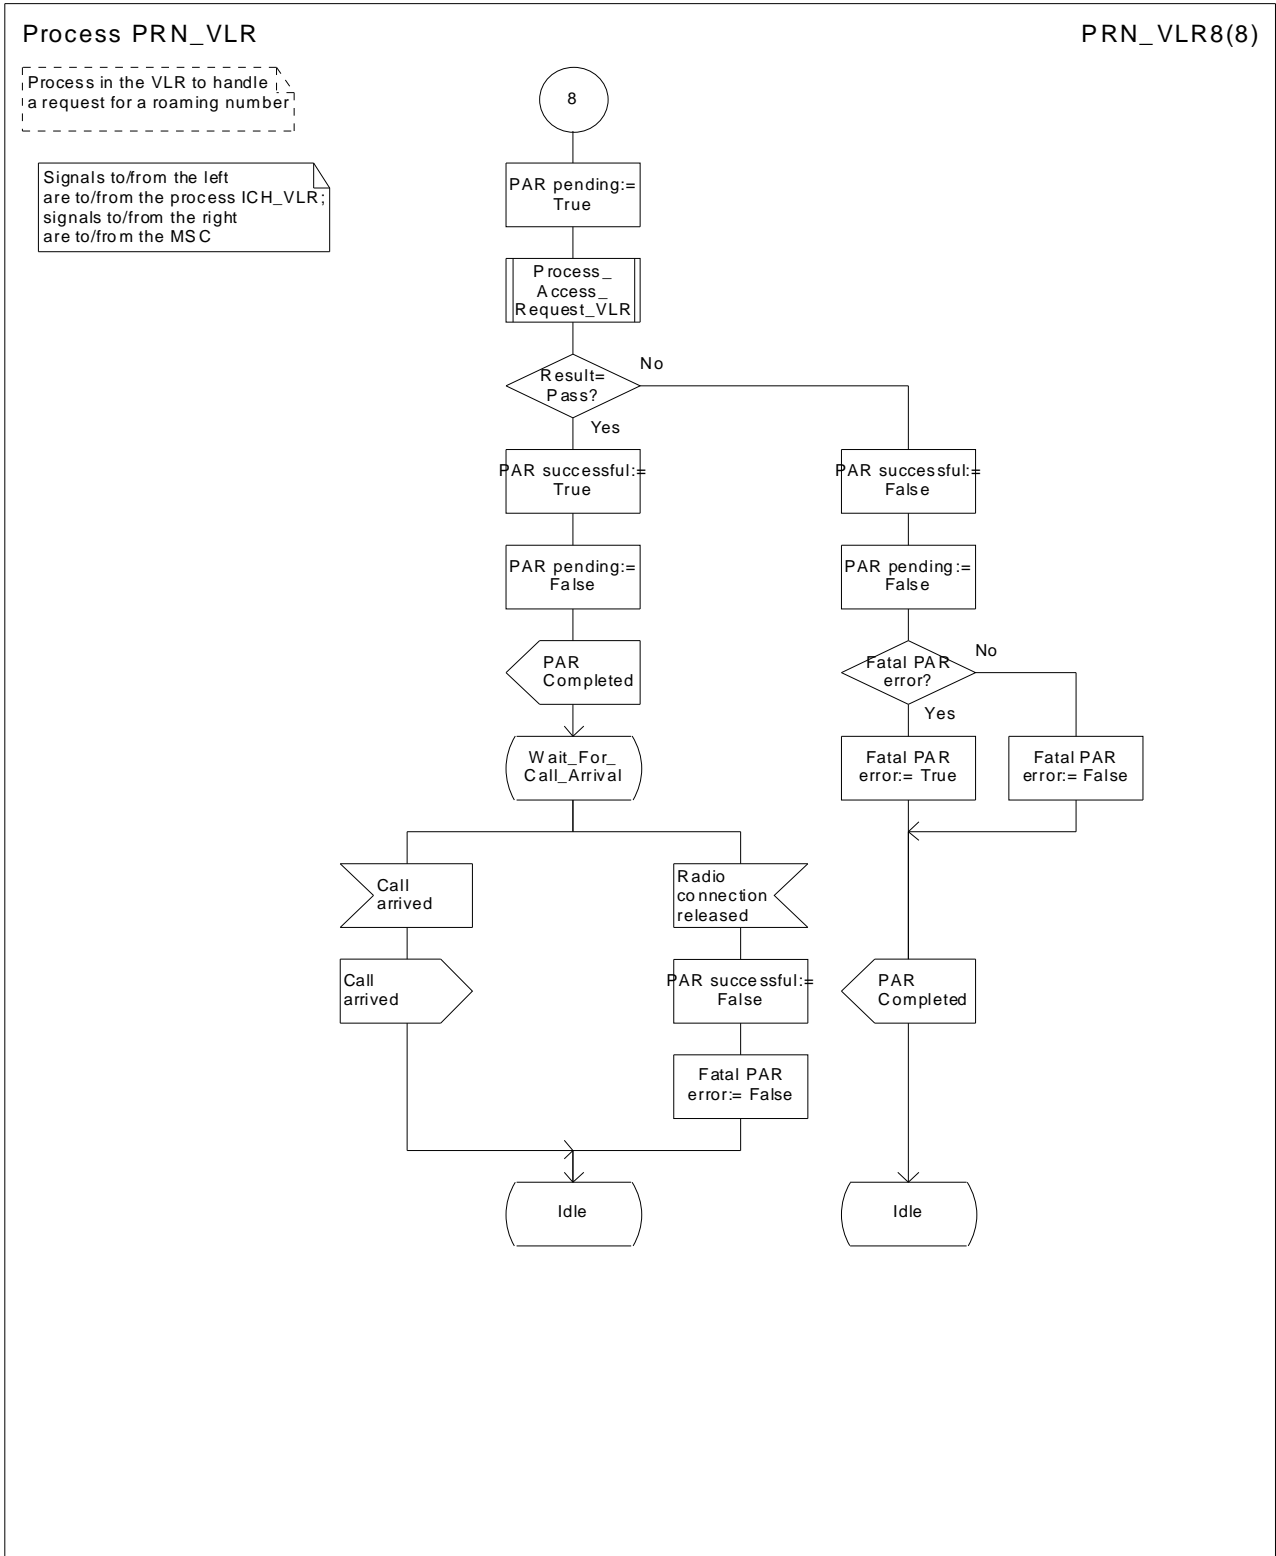 Process PRN_VLR
PRN_VLR8(8)
Process in the VLR to handle
a request for a roaming number
8
Signals to/from the left
are to/from the process ICH_VLR;
signals to/from the right
are to/from the MSC
PAR pending:=
True
Process_
Access_
Request_VLR
Result=
Pass?
No
Yes
PAR successful:=
True
PAR successful:=
False
PAR pending:=
False
PAR pending:=
False
PAR
Completed
Fatal PAR
error?
No
Yes
Wait_For_
Call_Arrival
Fatal PAR
error:= True
Fatal PAR
error:= False
Call
arrived
Radio
connection
released
Call
arrived
PAR successful:=
False
PAR
Completed
Fatal PAR
error:= False
Idle
Idle